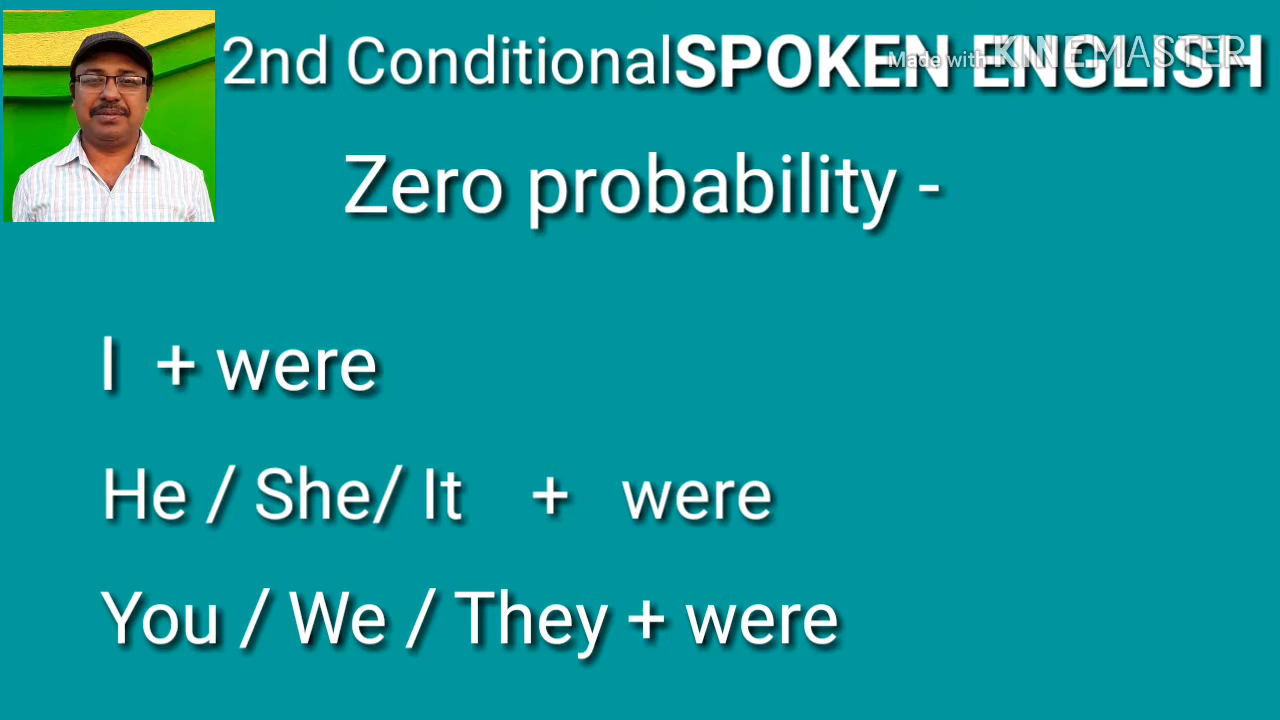 2nd Conditional SPOKEN ENGLISH
Made with KINEMASTER
Zero probability -
I + were
He / She/ It + were
You / We / They + were